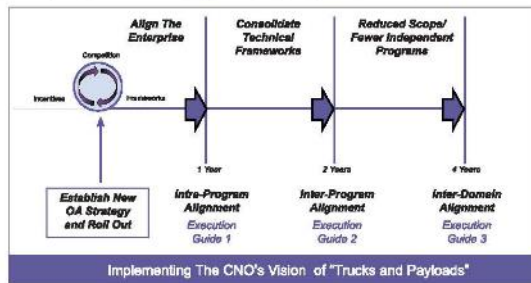 Align The
Enterprise
Consolidate
Technical
Frameworks
Reduced Scope/
Fewer Independent
Programs
Competition
Incentives
Frameworks
1 Year
2 Years
4 Years
Establish New
OA Strategy
and Roll Out
Intra-Program
Alignment
Execution
Guide 1
Inter-Program
Alignment
Execution
Guide 2
Inter-Domain
Alignment
Execution
Guide 3
Implementing The CNO's Vision of "Trucks and Payloads"